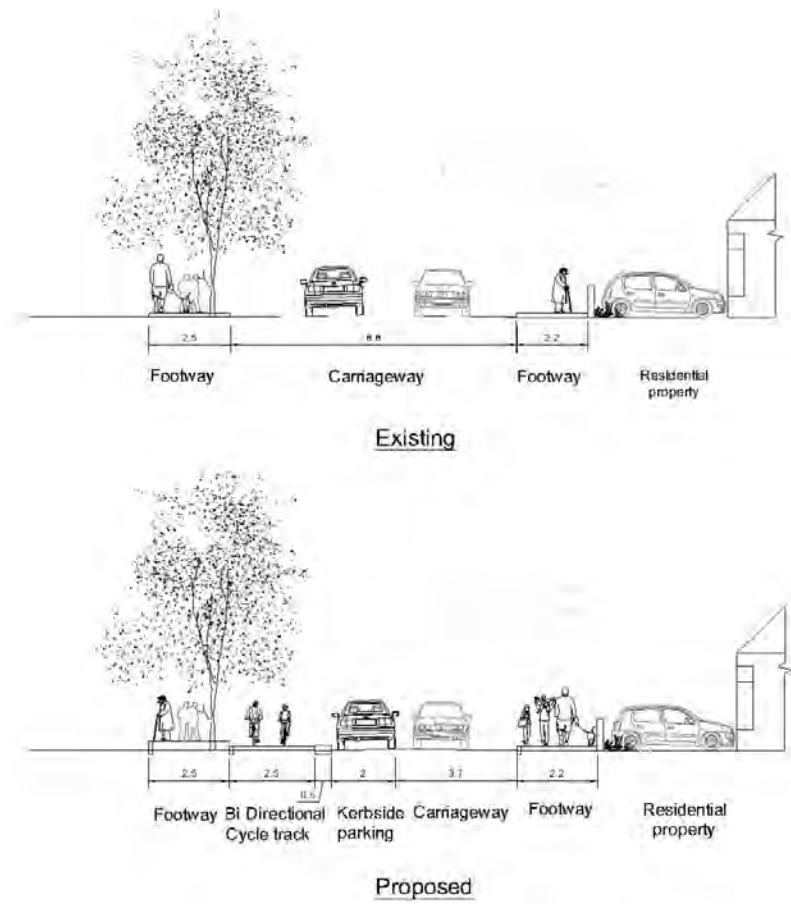 2.5 8.8 2.2
Footway Carriageway Footway Residential
property
Existing
2.5 2.5 0.5 2 3.7 2.2
Footway Bi Directional Kerbside Carriageway Footway Residential
Cycle track parking property
Proposed